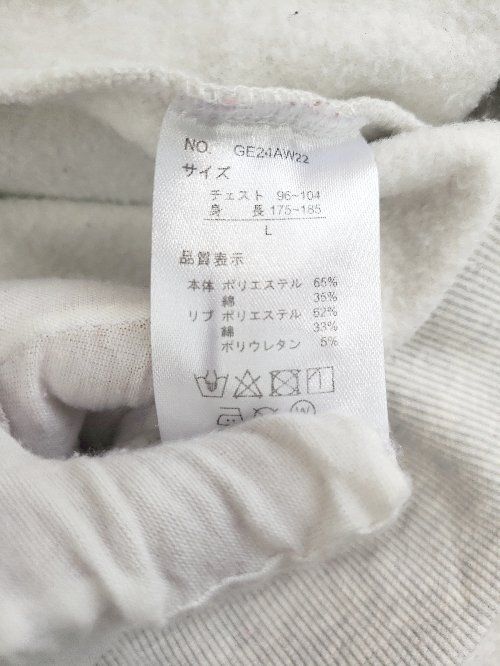 NO. GE24AW22
サイズ
チェスト 96~104
身 長 175~185
L
品質表示
本体 ポリエステル 65%
綿 35%
リブ ポリエステル 62%
綿 33%
ポリウレタン 5%
W